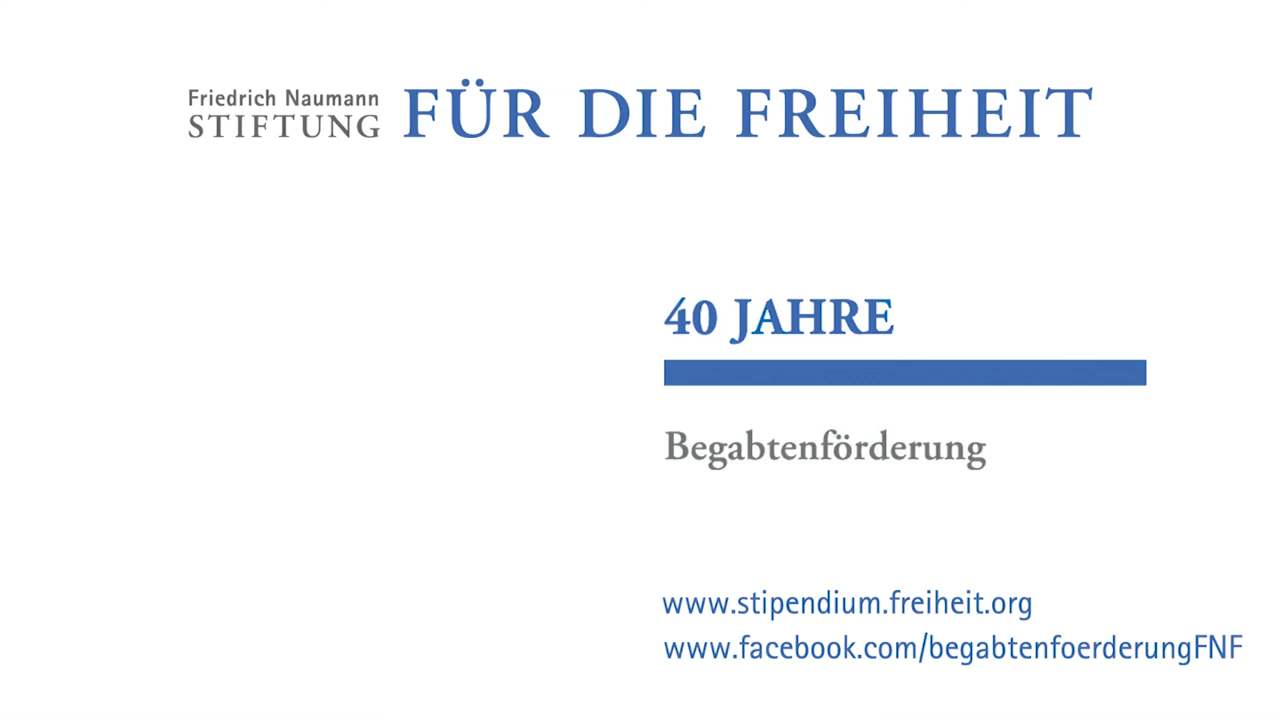 Friedrich Naumann
STIFTUNG FÜR DIE FREIHEIT
40 JAHRE
Begabtenförderung
www.stipendium.freiheit.org
www.facebook.com/begabtenfoerderungFNF